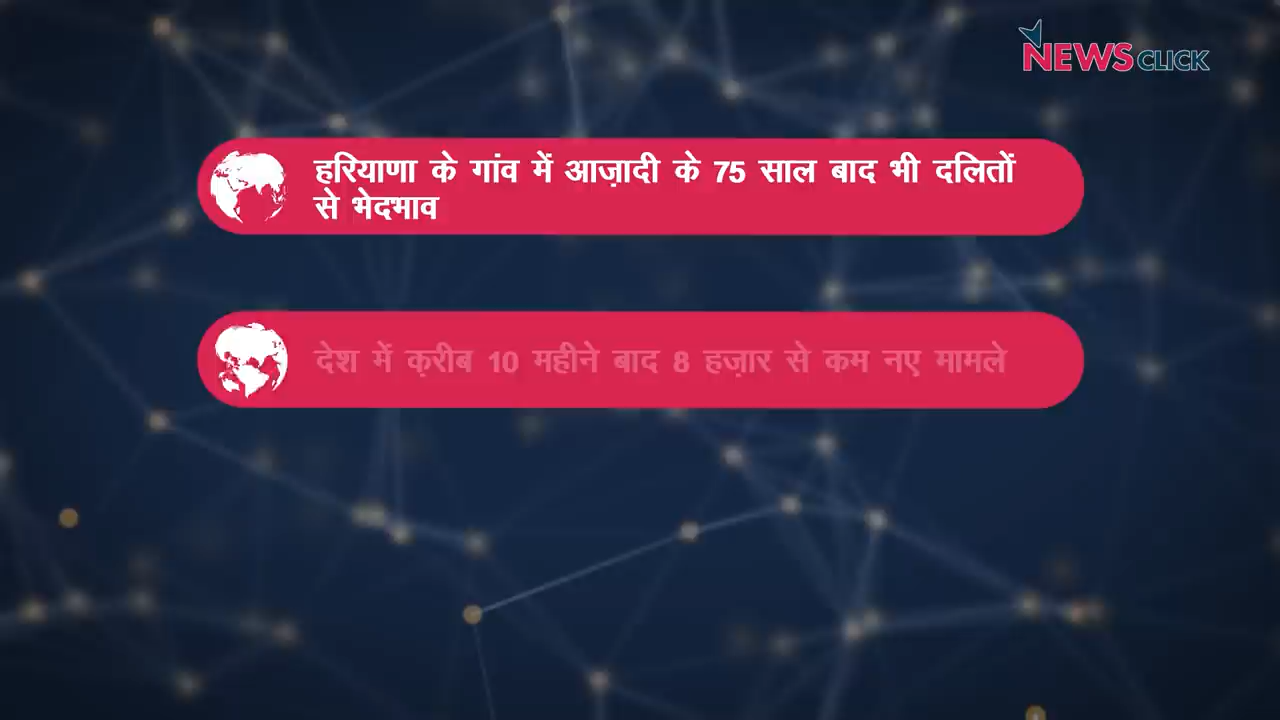 NEWSCLICK
हरियाणा के गांव में आज़ादी के 75 साल बाद भी दलितों
से भेदभाव
देश में क़रीब 10 महीने बाद 8 हज़ार से कम नए मामले